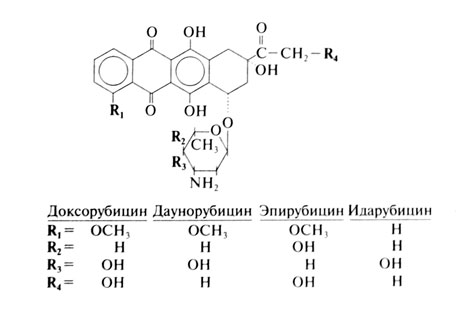 O OH O
C—CH₂—R₄
OH
R₁ O OH
O
R₂ O
CH₃
R₃
NH₂
Доксорубицин Даунорубицин Эпирубицин Идарубицин
R₁= OCH₃ OCH₃ OCH₃ H
R₂= H H OH H
R₃= OH OH H OH
R₄= OH H OH H